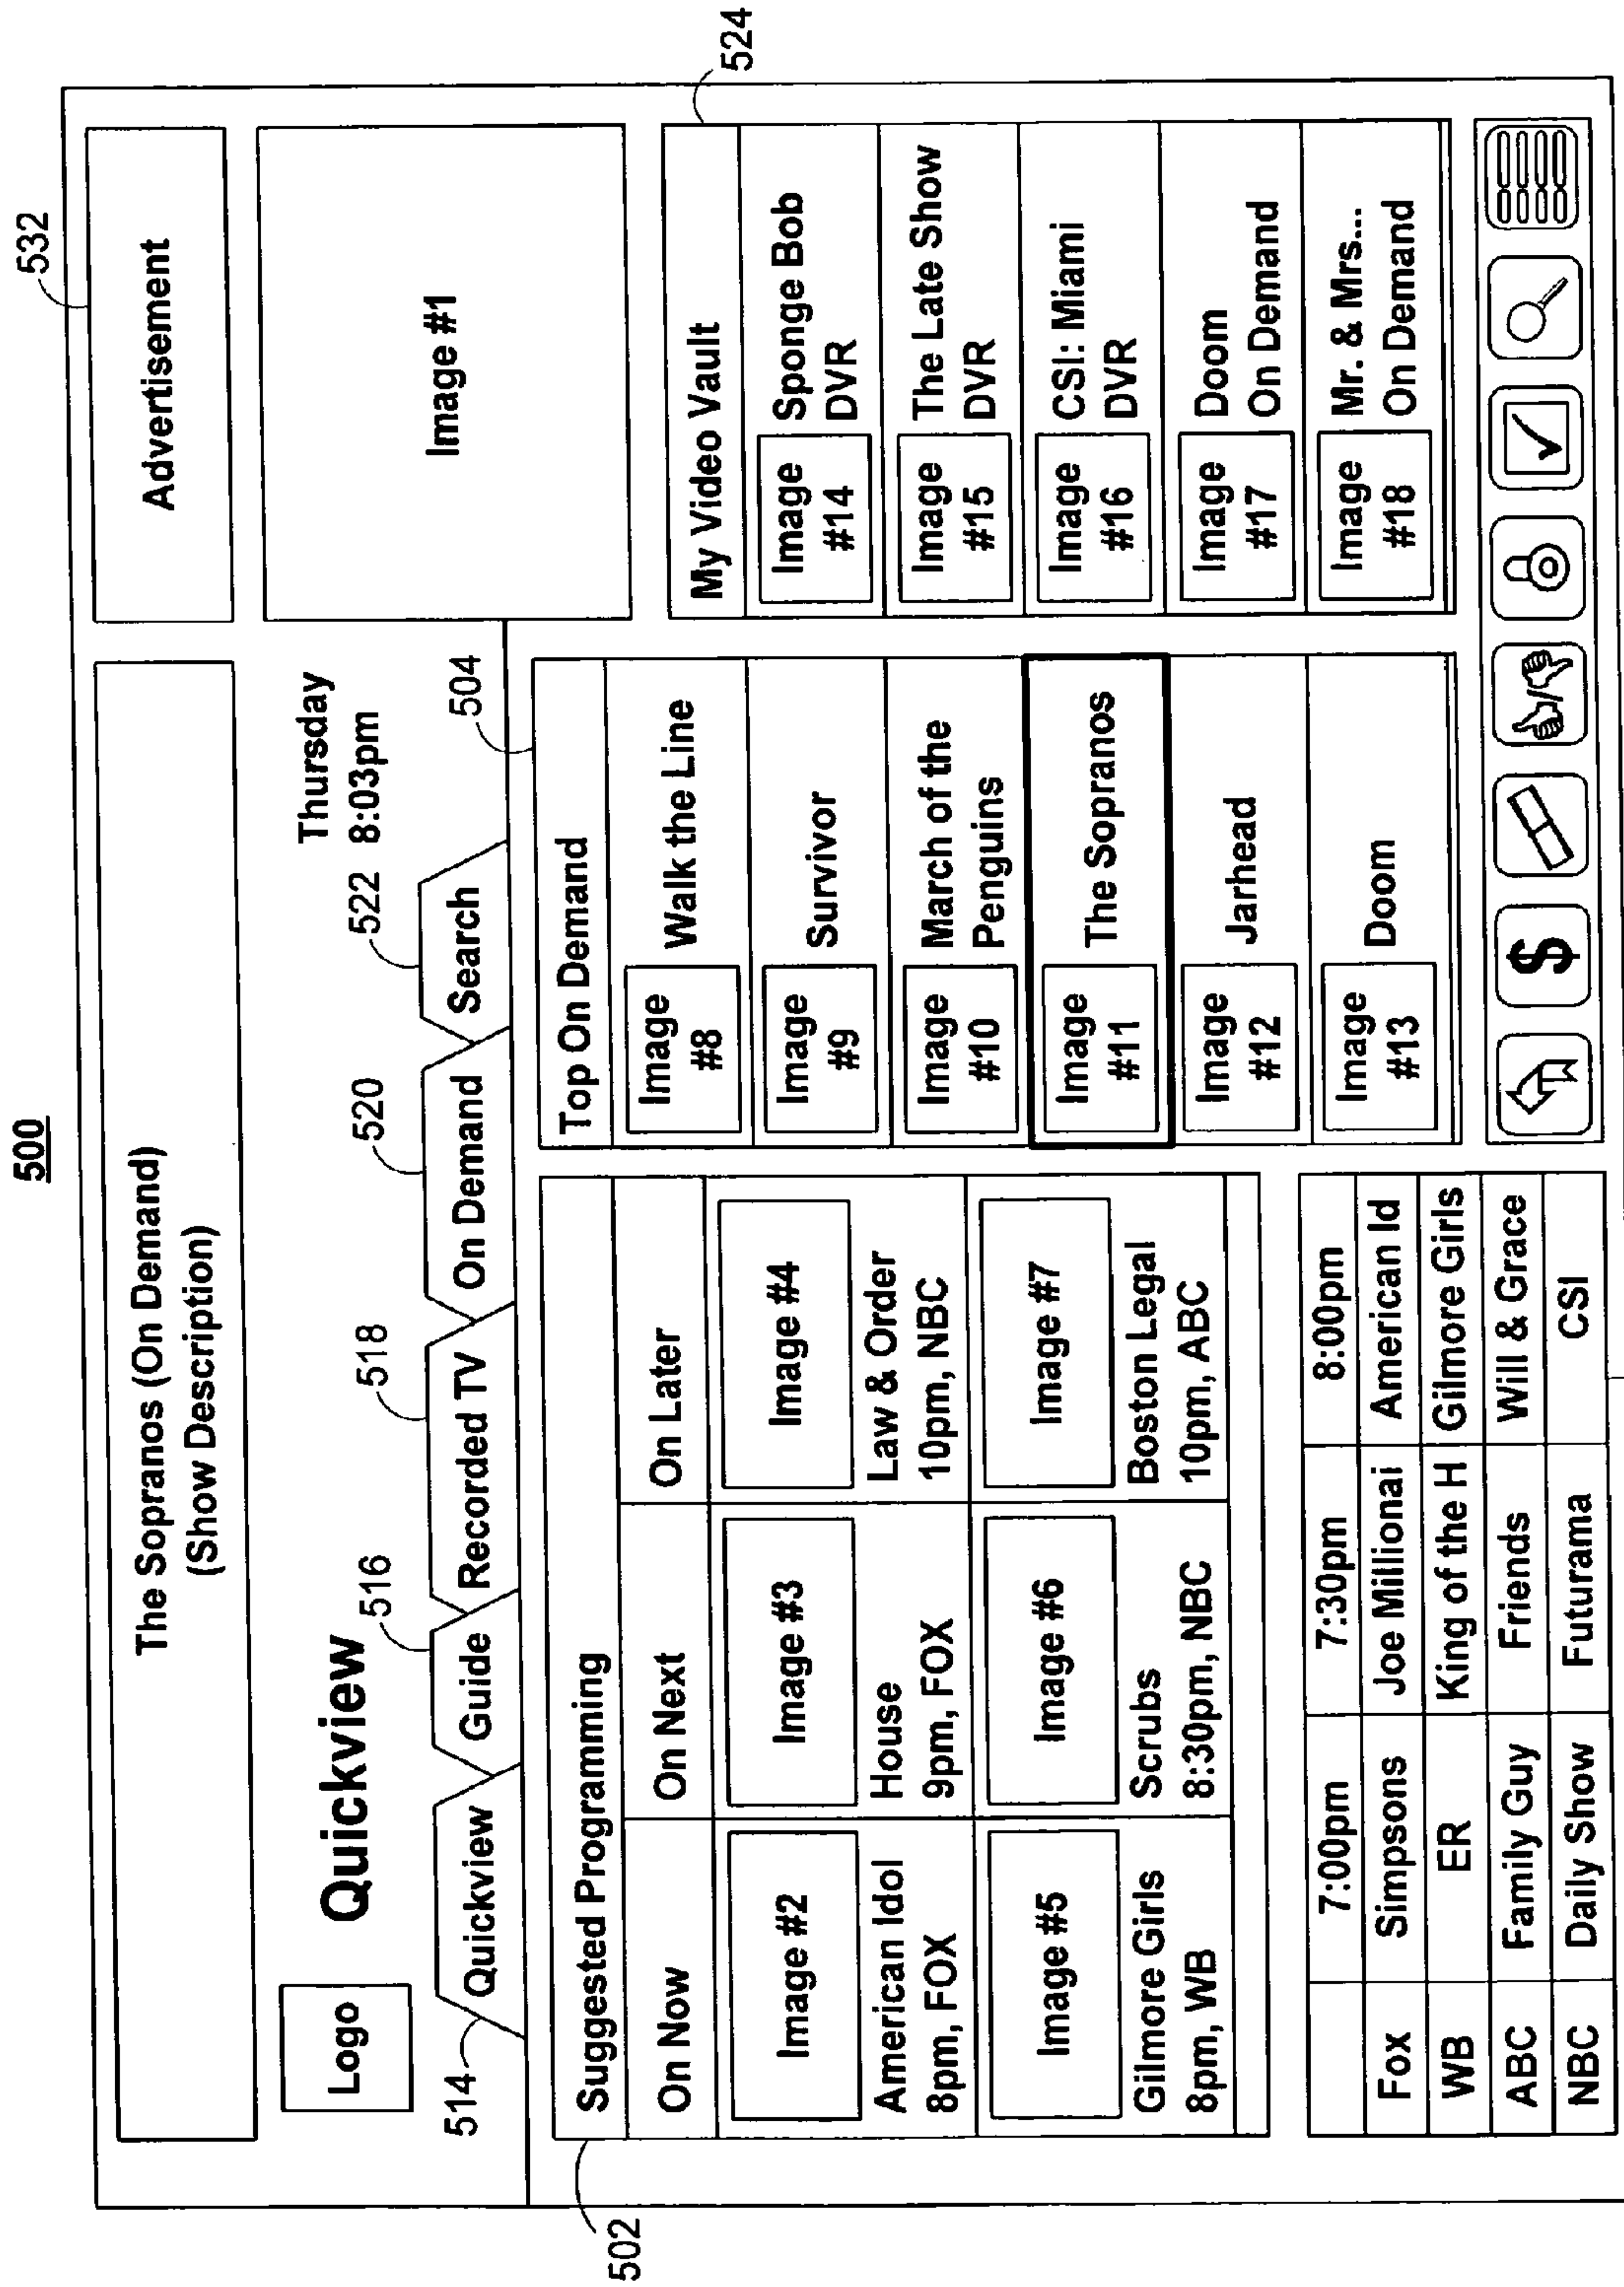 500
532
The Sopranos (On Demand)
(Show Description)
Advertisement
Logo
Quickview
Thursday
8:03pm
Image #1
514
Quickview
516
Guide
518
Recorded TV
520
On Demand
522
Search
504
524
502
Suggested Programming
On Now
On Next
On Later
Image #2
Image #3
Image #4
American Idol
8pm, FOX
House
9pm, FOX
Law & Order
10pm, NBC
Image #5
Image #6
Image #7
Gilmore Girls
8pm, WB
Scrubs
8:30pm, NBC
Boston Legal
10pm, ABC
7:00pm
7:30pm
8:00pm
Fox
Simpsons
Joe Millionai
American Id
WB
ER
King of the H
Gilmore Girls
ABC
Family Guy
Friends
Will & Grace
NBC
Daily Show
Futurama
CSI
Top On Demand
Image
#8
Walk the Line
Image
#9
Survivor
Image
#10
March of the
Penguins
Image
#11
The Sopranos
Image
#12
Jarhead
Image
#13
Doom
My Video Vault
Image
#14
Sponge Bob
DVR
Image
#15
The Late Show
DVR
Image
#16
CSI: Miami
DVR
Image
#17
Doom
On Demand
Image
#18
Mr. & Mrs...
On Demand
$